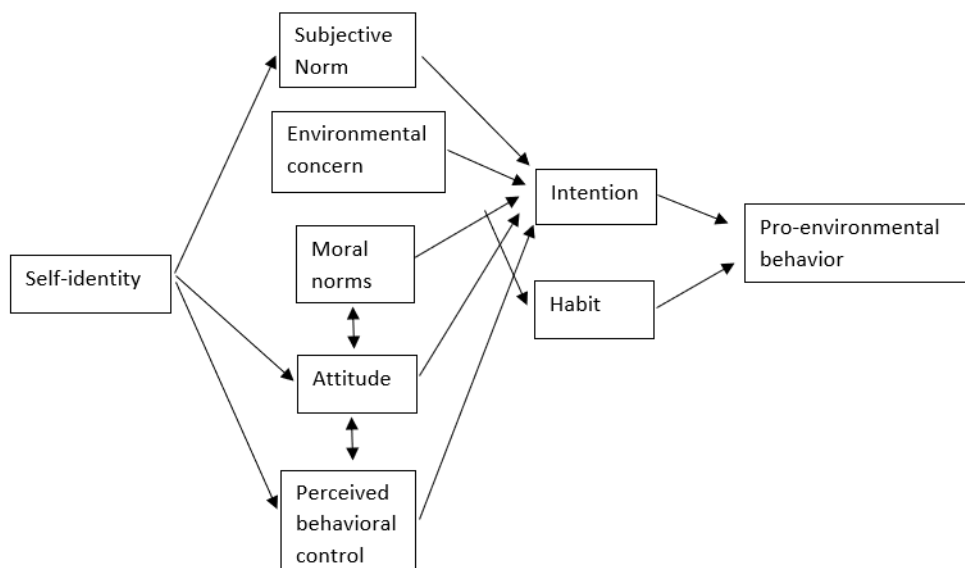 Subjective
Norm
Environmental
concern
Intention
Pro-environmental
behavior
Moral
norms
Self-identity
Habit
Attitude
Perceived
behavioral
control